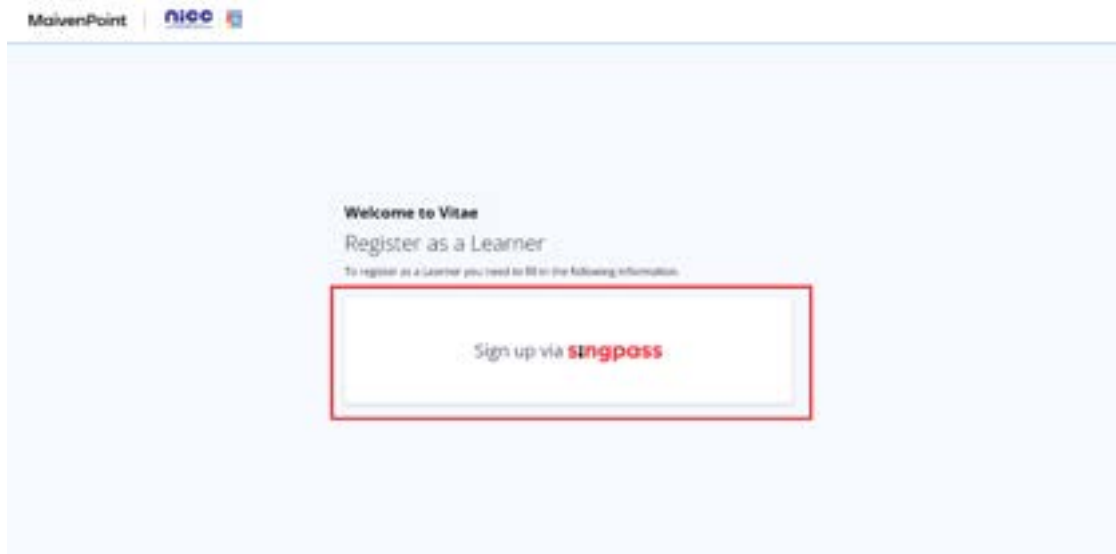 MaivenPoint
nicc
Welcome to Vitae
Register as a Learner
To register as a Learner you need to fill in the following information.
Sign up via singpass